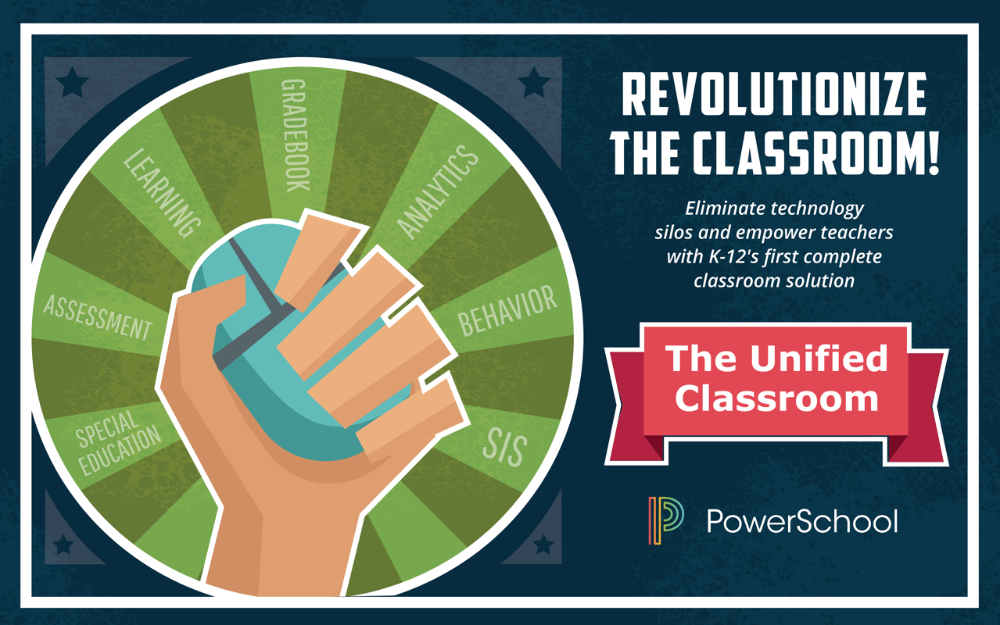 GRADEBOOK
LEARNING
ANALYTICS
ASSESSMENT
BEHAVIOR
SPECIAL
EDUCATION
SIS
REVOLUTIONIZE
THE CLASSROOM!
Eliminate technology
silos and empower teachers
with K-12's first complete
classroom solution
The Unified
Classroom
PowerSchool